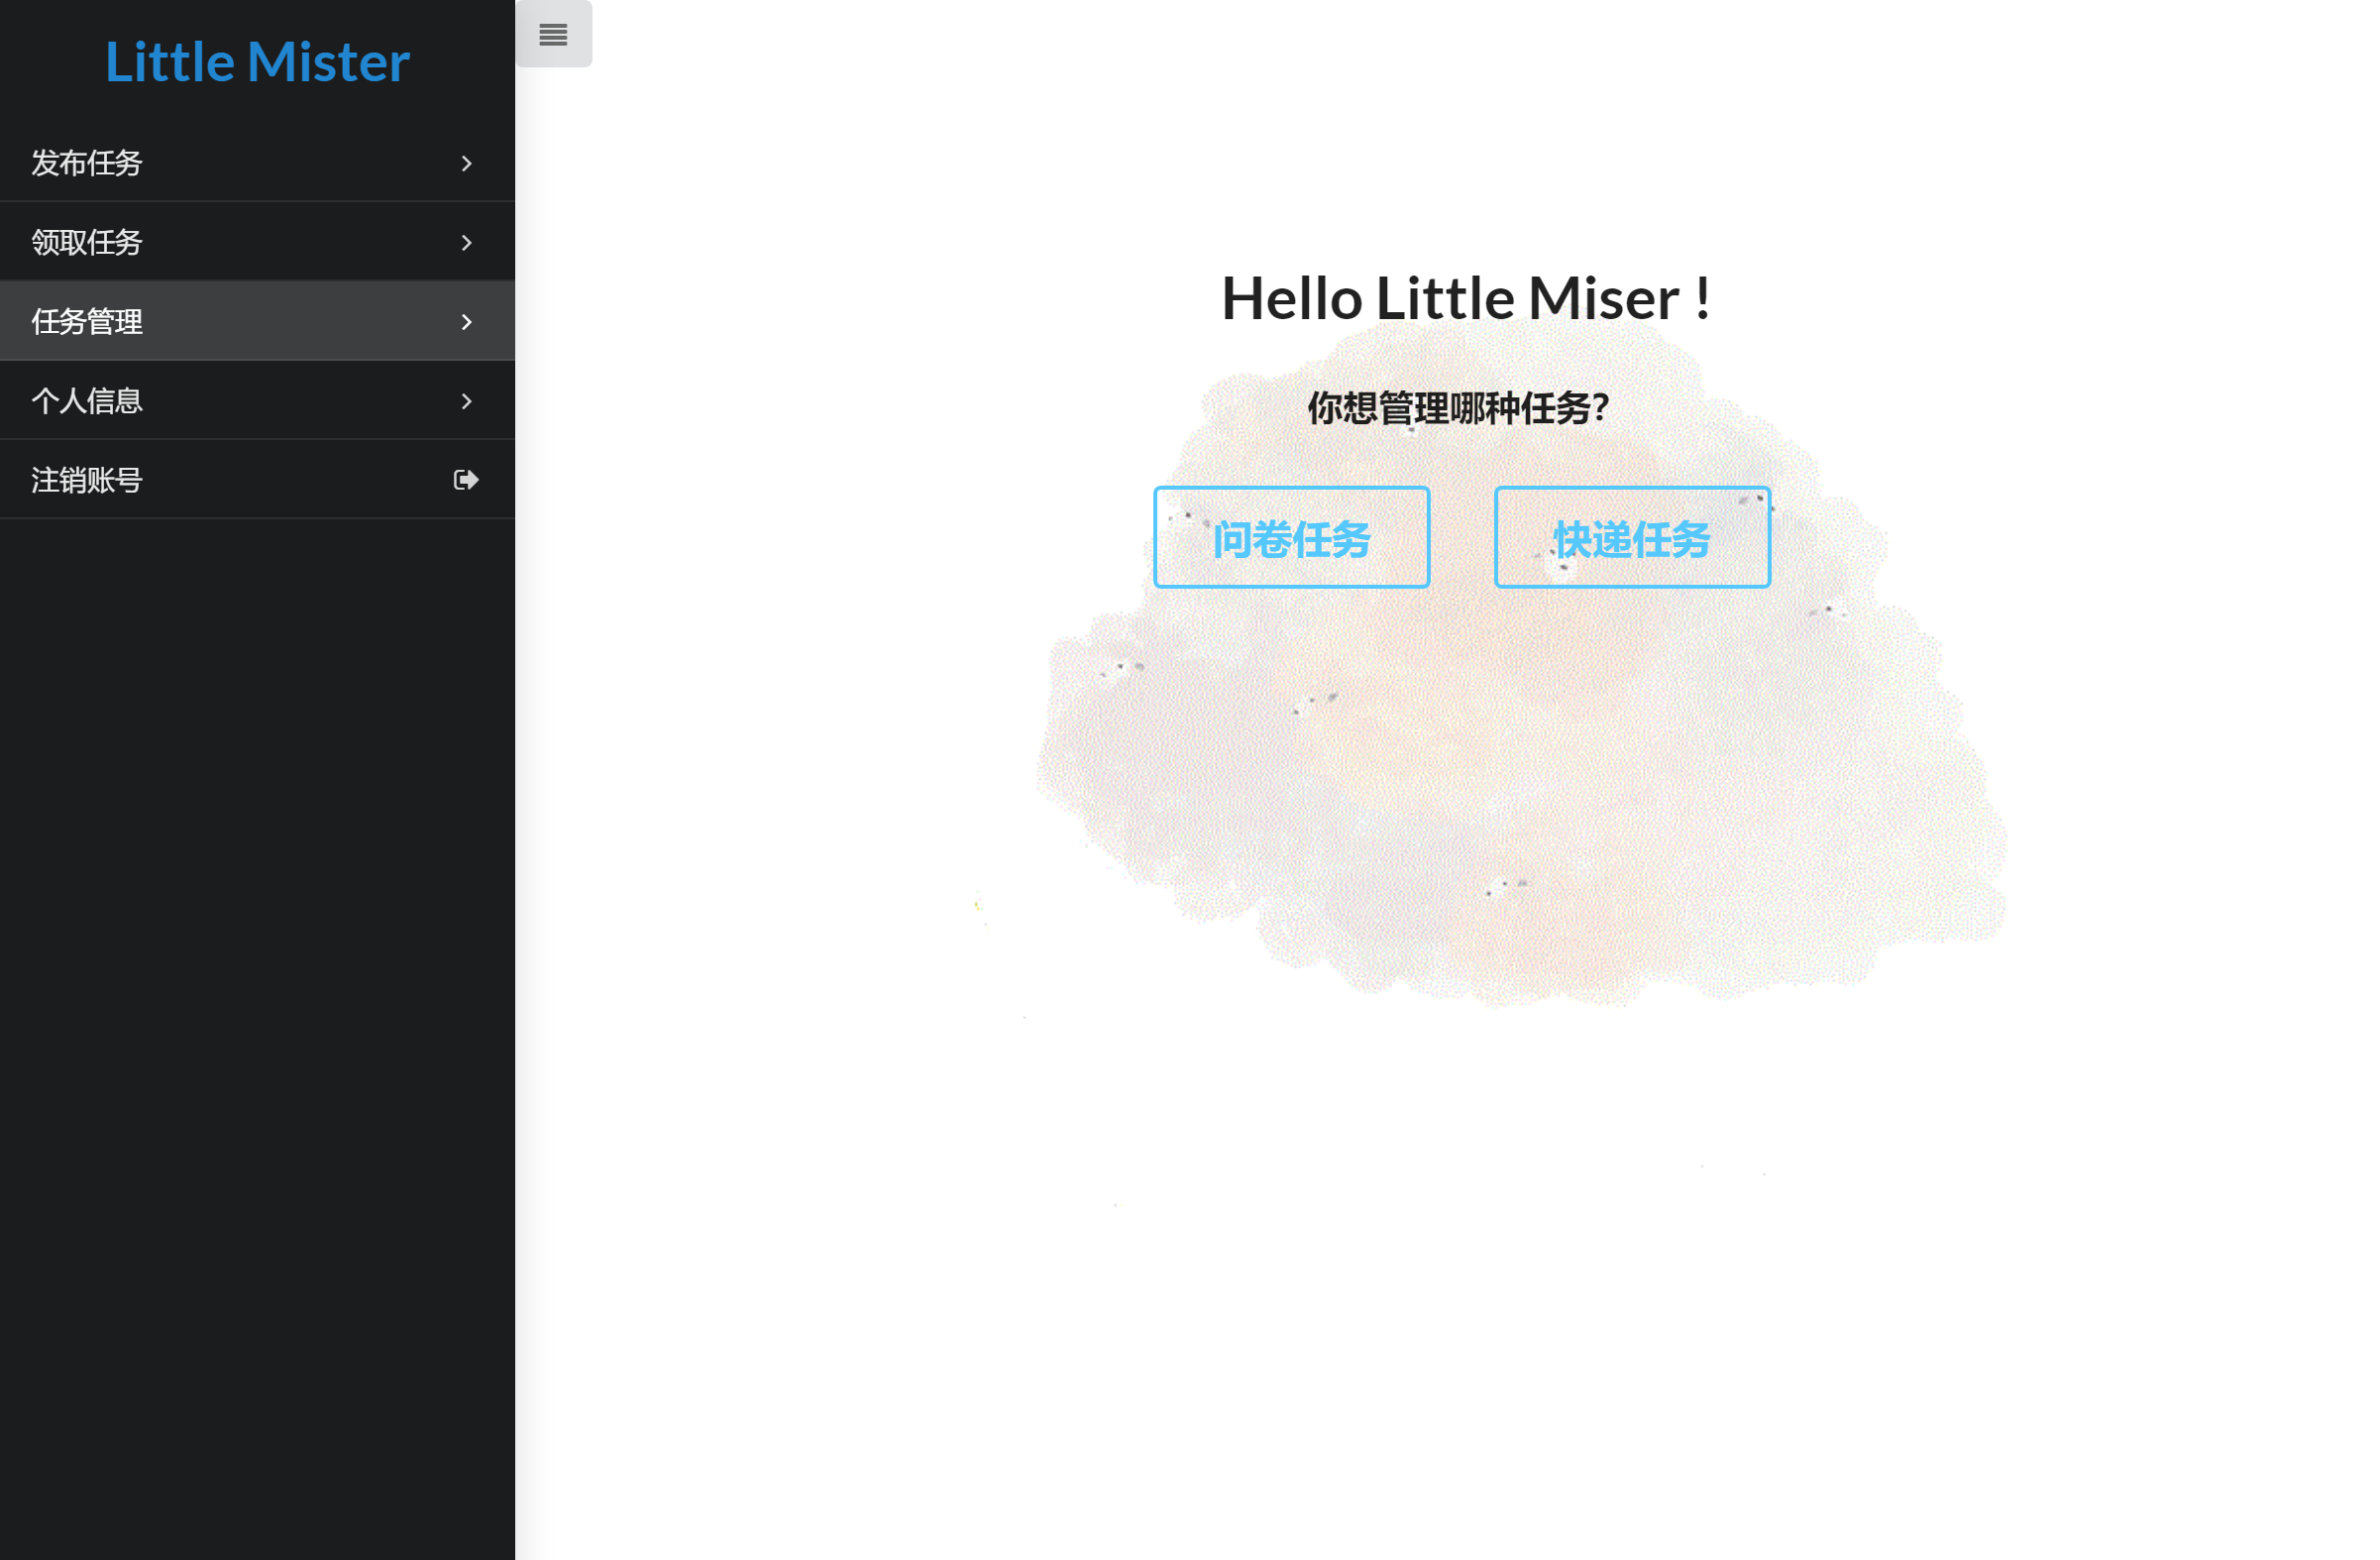 Little Mister
发布任务
领取任务
任务管理
个人信息
注销账号
Hello Little Miser !
你想管理哪种任务?
问卷任务
快递任务